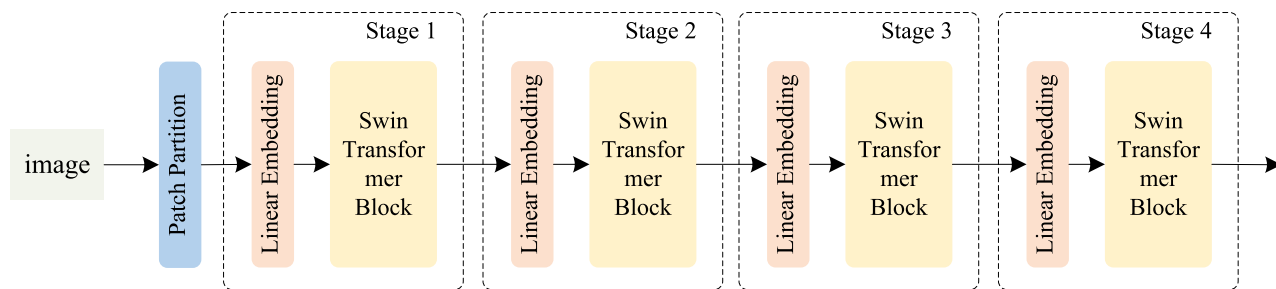 image
Patch Partition
Stage 1
Linear Embedding
Swin
Transfor
mer
Block
Stage 2
Linear Embedding
Swin
Transfor
mer
Block
Stage 3
Linear Embedding
Swin
Transfor
mer
Block
Stage 4
Linear Embedding
Swin
Transfor
mer
Block